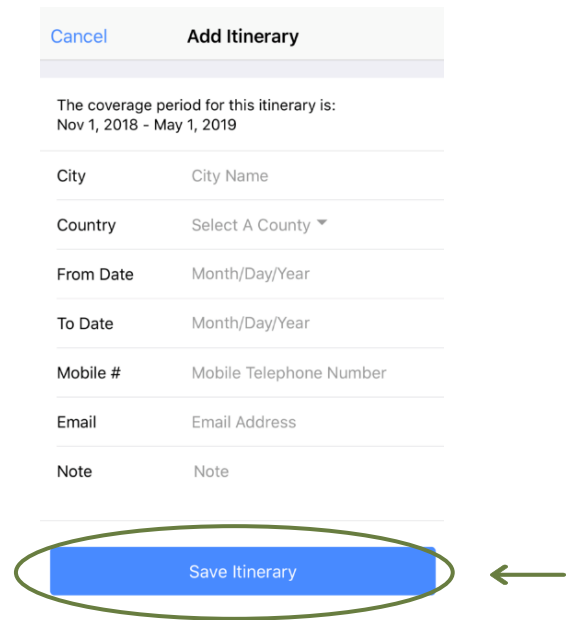 Cancel Add Itinerary
The coverage period for this itinerary is:
Nov 1, 2018 - May 1, 2019
City City Name
Country Select A County
From Date Month/Day/Year
To Date Month/Day/Year
Mobile # Mobile Telephone Number
Email Email Address
Note Note
Save Itinerary